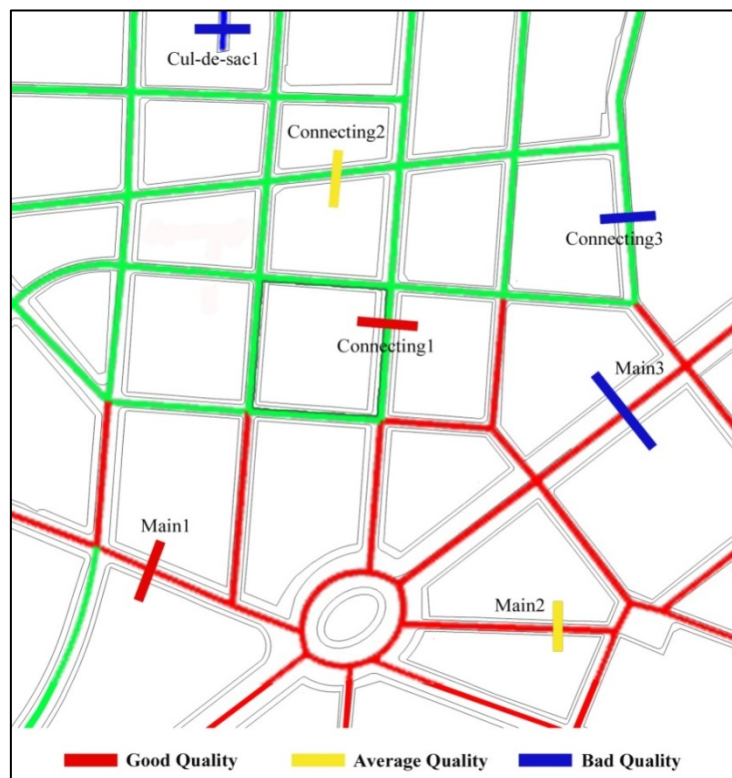 Cul-de-sac1
Connecting2
Connecting3
Connecting1
Main3
Main1
Main2
Good Quality Average Quality Bad Quality